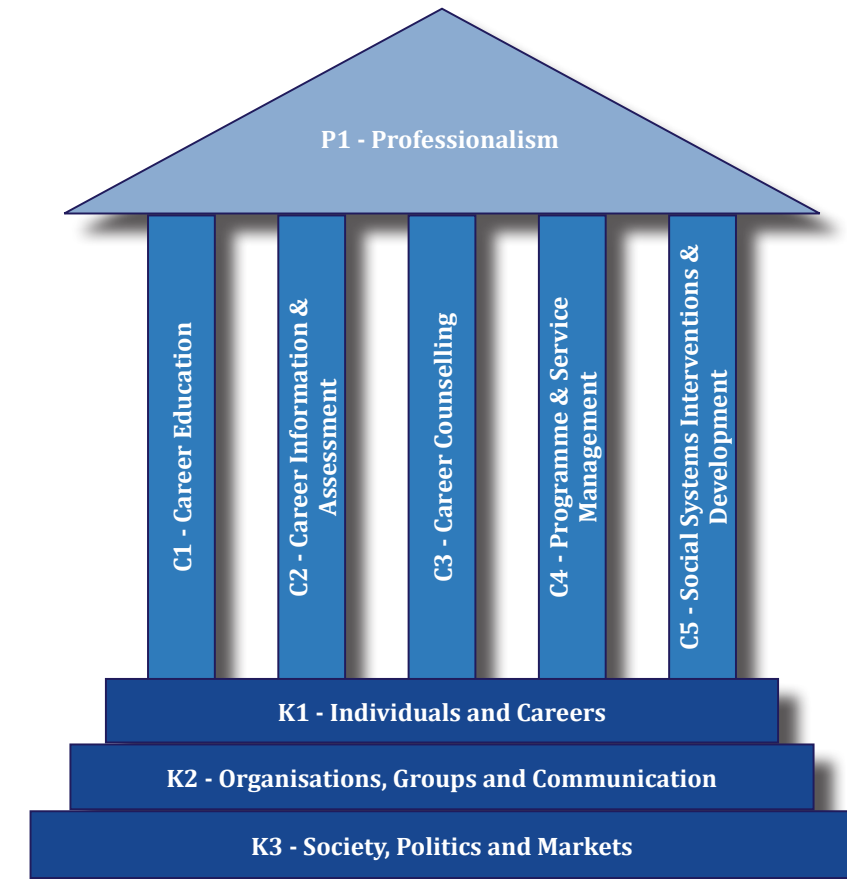 P1 - Professionalism
C1 - Career Education
C2 - Career Information &
Assessment
C3 - Career Counselling
C4 - Programme & Service
Management
C5 - Social Systems Interventions &
Development
K1 - Individuals and Careers
K2 - Organisations, Groups and Communication
K3 - Society, Politics and Markets